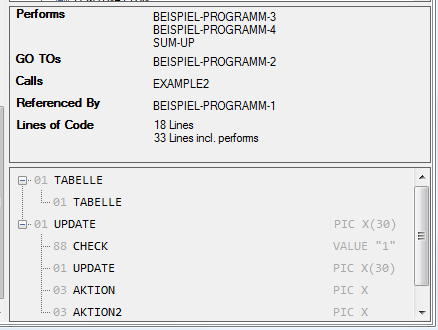 Performs BEISPIEL-PROGRAMM-3
BEISPIEL-PROGRAMM-4
SUM-UP
GO TOs BEISPIEL-PROGRAMM-2
Calls EXAMPLE2
Referenced By BEISPIEL-PROGRAMM-1
Lines of Code 18 Lines
33 Lines incl. performs
01 TABELLE
01 TABELLE
01 UPDATE PIC X(30)
88 CHECK VALUE "1"
01 UPDATE PIC X(30)
03 AKTION PIC X
03 AKTION2 PIC X